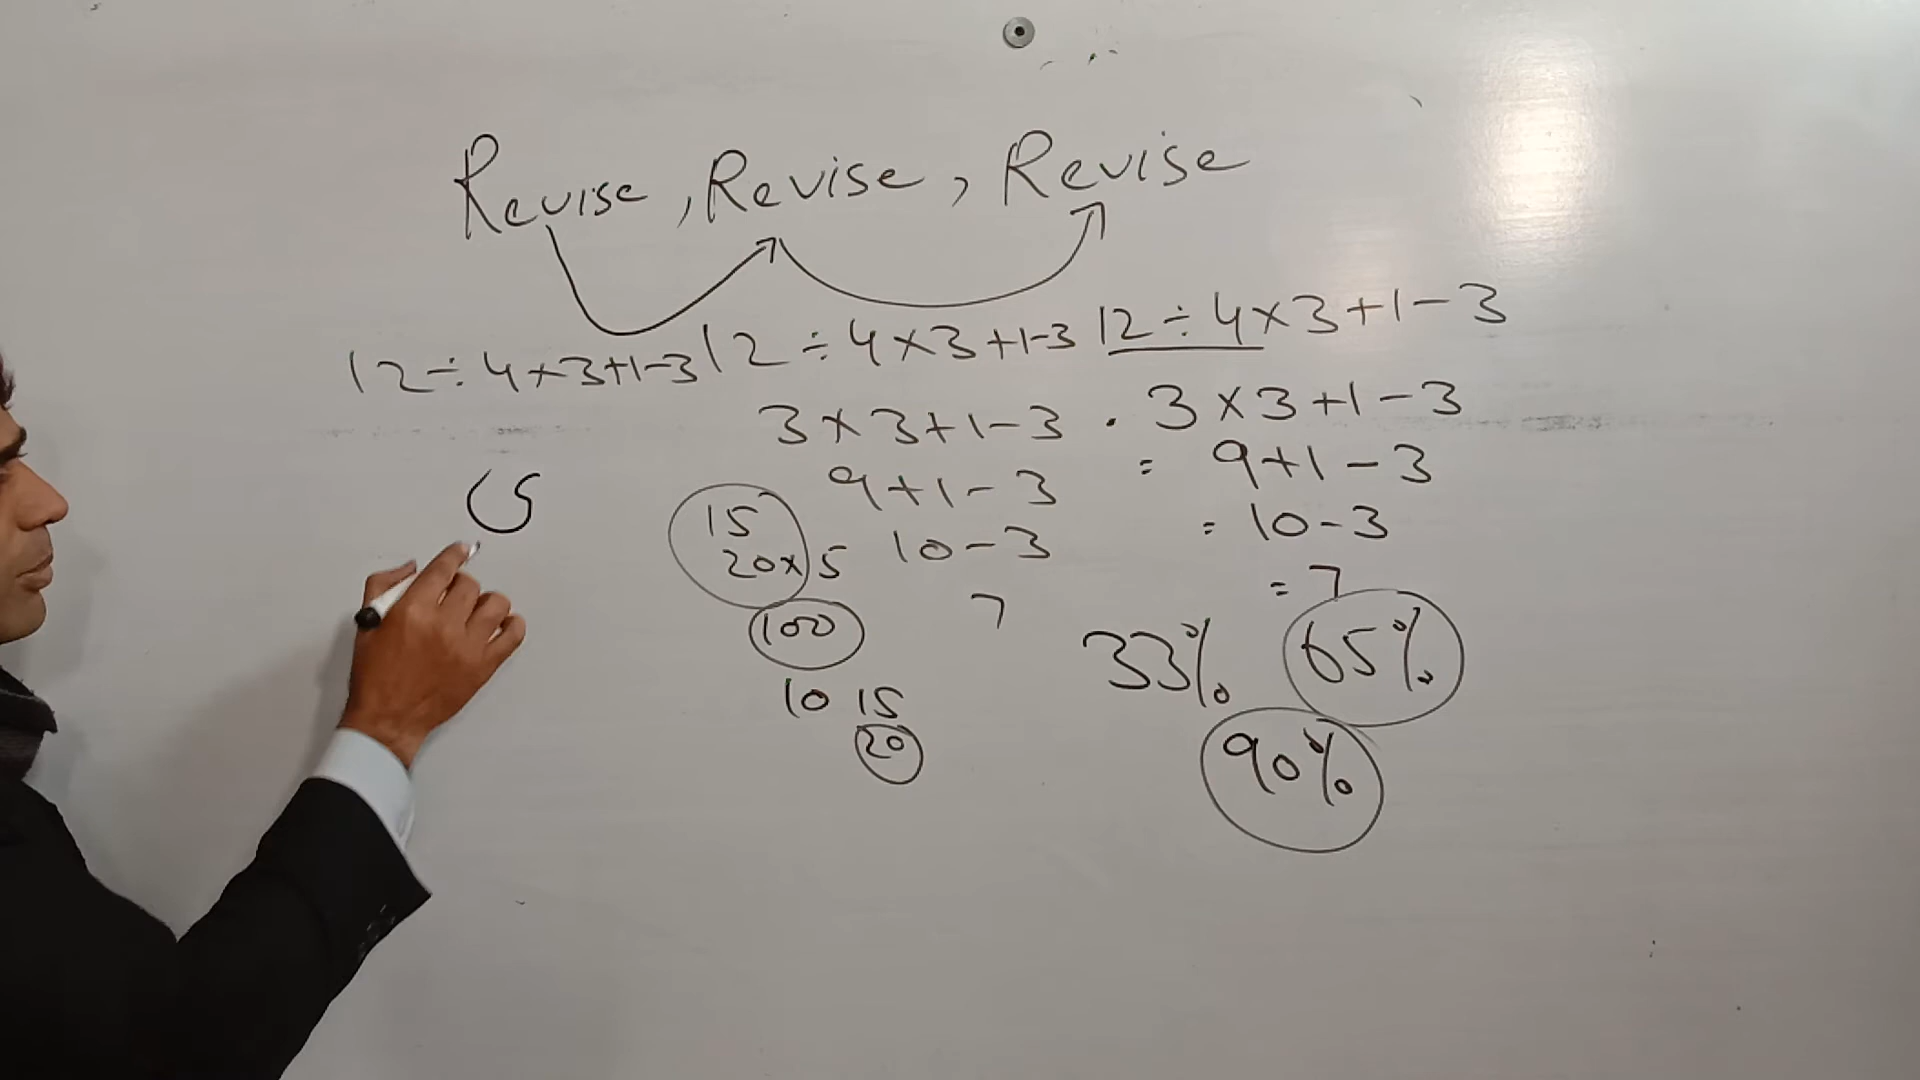 Revise, Revise, Revise
12÷4×3+1-3 12÷4×3+1-3 12÷4×3+1-3
3×3+1-3 . 3×3+1-3
9+1-3 = 9+1-3
15
20×5 10-3 = 10-3
100 7 = 7
33% 65%
10 15
20 90%